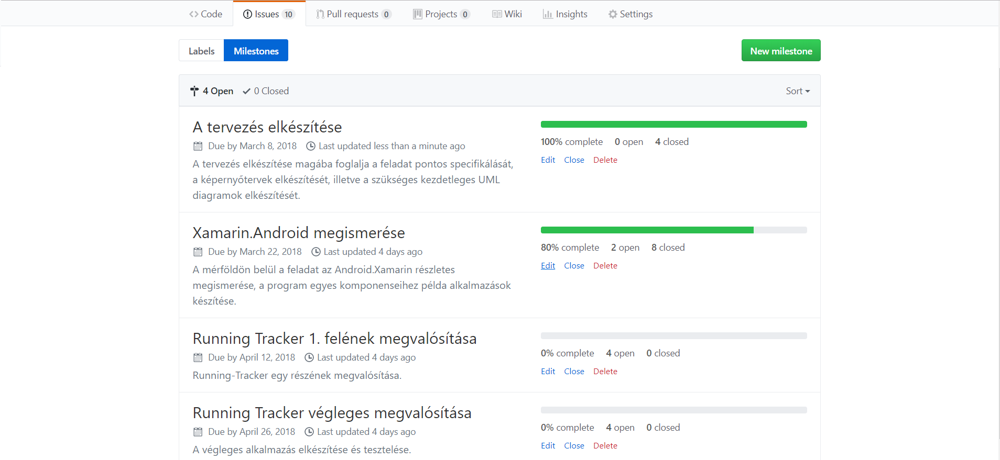 Code Issues 10 Pull requests 0 Projects 0 Wiki Insights Settings
Labels Milestones New milestone
4 Open 0 Closed Sort
A tervezés elkészítése
Due by March 8, 2018 Last updated less than a minute ago
A tervezés elkészítése magába foglalja a feladat pontos specifikálását,
a képernyőtervek elkészítését, illetve a szükséges kezdetleges UML
diagramok elkészítését.
100% complete 0 open 4 closed
Edit Close Delete
Xamarin.Android megismerése
Due by March 22, 2018 Last updated 4 days ago
A mérföldön belül a feladat az Android.Xamarin részletes
megismerése, a program egyes komponenseihez példa alkalmazások
készítése.
80% complete 2 open 8 closed
Edit Close Delete
Running Tracker 1. felének megvalósítása
Due by April 12, 2018 Last updated 4 days ago
Running-Tracker egy részének megvalósítása.
0% complete 4 open 0 closed
Edit Close Delete
Running Tracker végleges megvalósítása
Due by April 26, 2018 Last updated 4 days ago
A végleges alkalmazás elkészítése és tesztelése.
0% complete 4 open 0 closed
Edit Close Delete